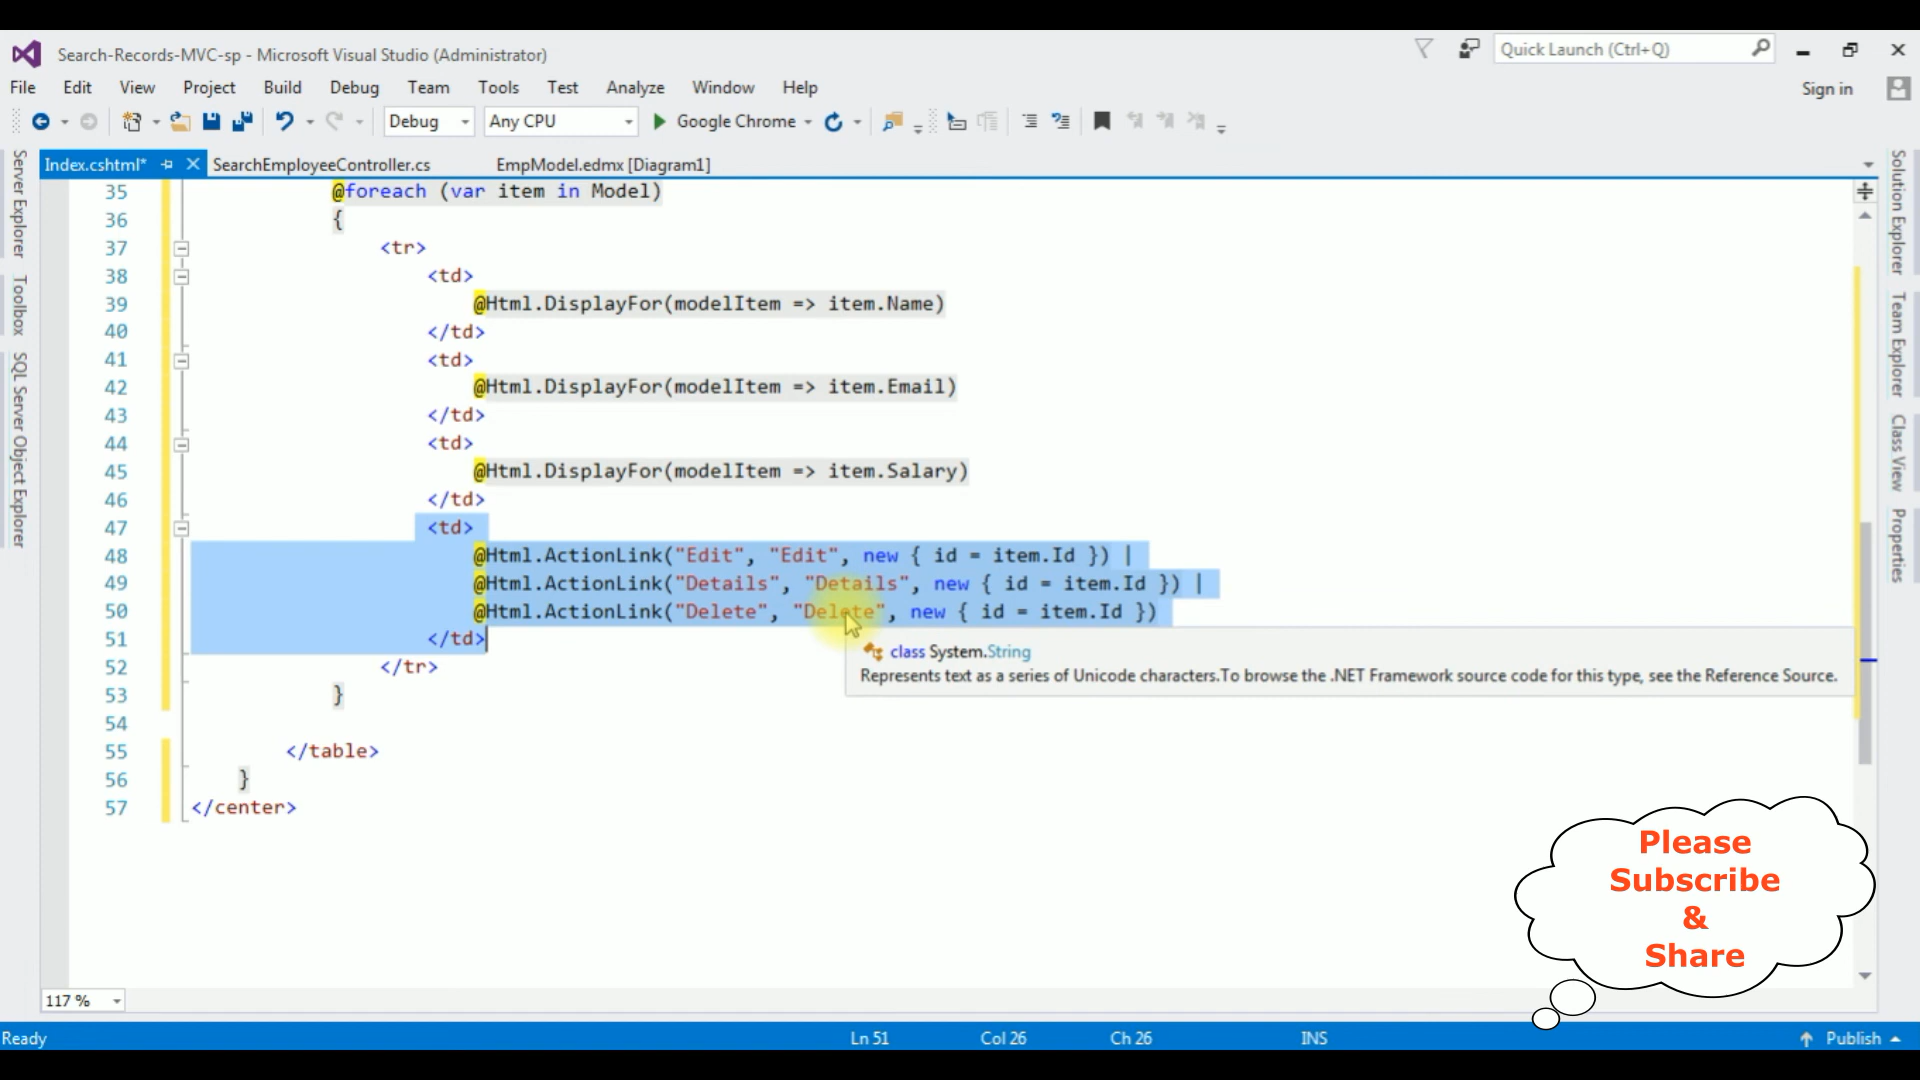 Search-Records-MVC-sp - Microsoft Visual Studio (Administrator)
Quick Launch (Ctrl+Q)
File Edit View Project Build Debug Team Tools Test Analyze Window Help
Sign in
Debug Any CPU Google Chrome
Index.cshtml* SearchEmployeeController.cs EmpModel.edmx [Diagram1]
Server Explorer
Toolbox
SQL Server Object Explorer
35 @foreach (var item in Model)
36 {
37 <tr>
38 <td>
39 @Html.DisplayFor(modelItem => item.Name)
40 </td>
41 <td>
42 @Html.DisplayFor(modelItem => item.Email)
43 </td>
44 <td>
45 @Html.DisplayFor(modelItem => item.Salary)
46 </td>
47 <td>
48 @Html.ActionLink("Edit", "Edit", new { id = item.Id }) |
49 @Html.ActionLink("Details", "Details", new { id = item.Id }) |
50 @Html.ActionLink("Delete", "Delete", new { id = item.Id })
51 </td>
class System.String
Represents text as a series of Unicode characters.To browse the .NET Framework source code for this type, see the Reference Source.
52 </tr>
53 }
54
55 </table>
56 }
57 </center>
Solution Explorer
Team Explorer
Class View
Properties
Please
Subscribe
&
Share
117 %
Ready Ln 51 Col 26 Ch 26 INS Publish